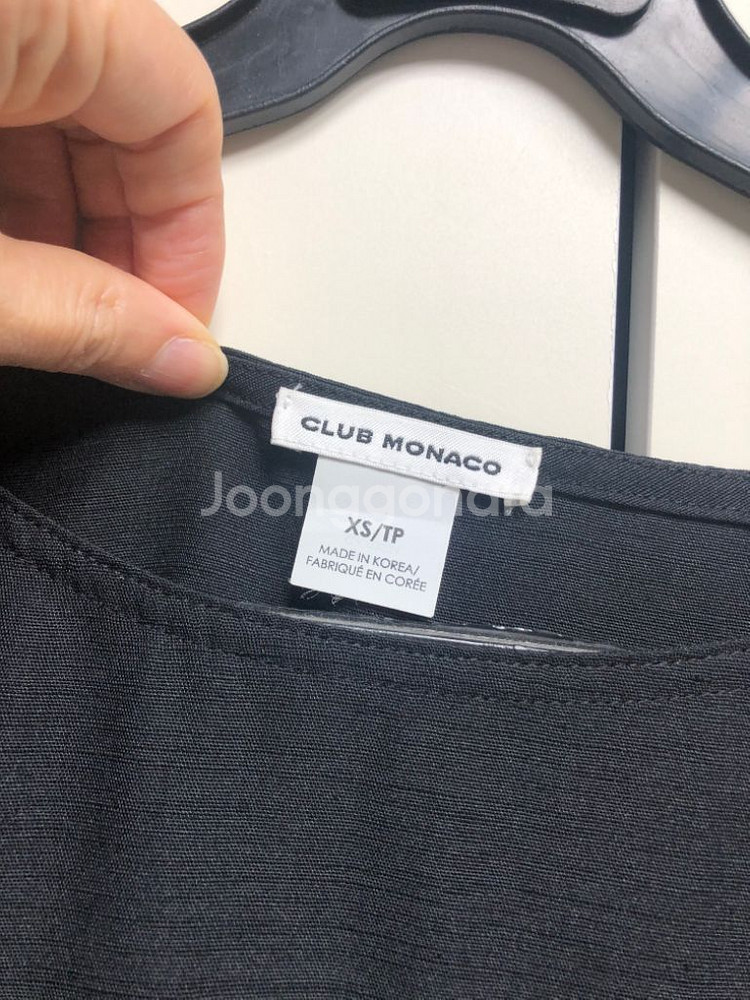 CLUB MONACO
Joonggonara
XS/TP
MADE IN KOREA/
FABRIQUÉ EN CORÉE